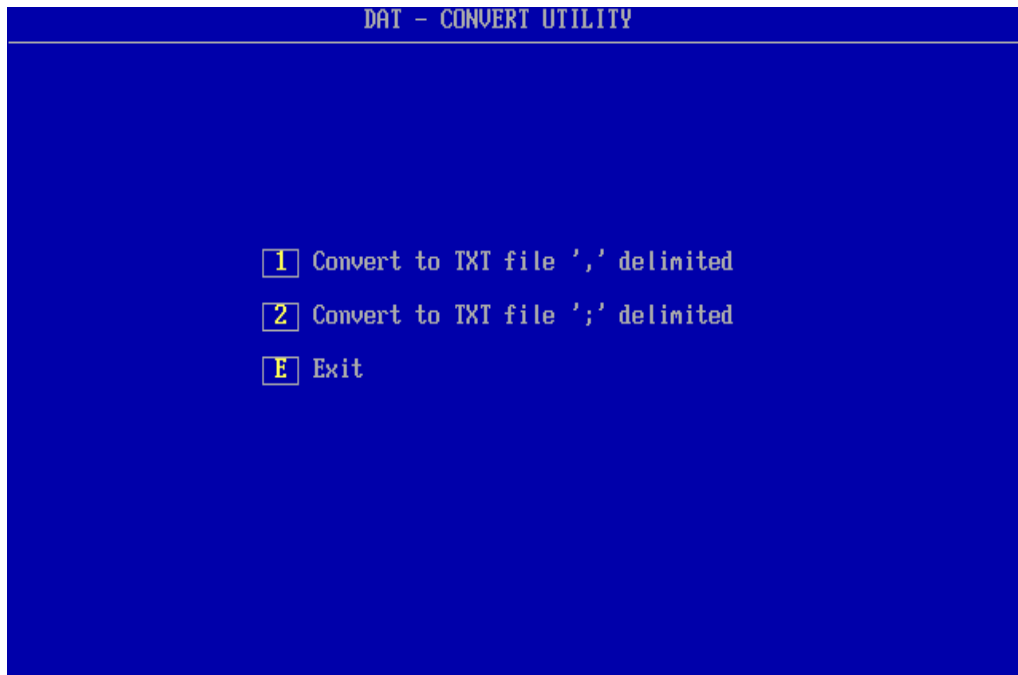 DAT - CONVERT UTILITY
1 Convert to TXT file ',' delimited
2 Convert to TXT file ';' delimited
E Exit